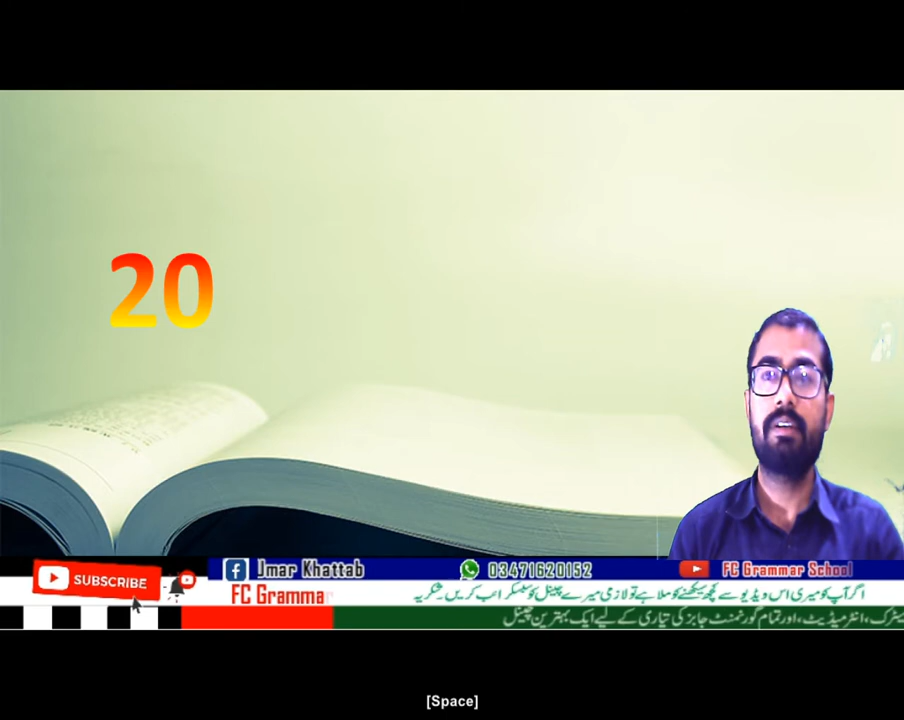 20
SUBSCRIBE
Umar Khattab
03471620152
FC Grammar School
FC Gramma
اگر آپ کو میری اس ویڈیو سے کچھ سیکھنے کو ملا ہے تو لازمی میرے چینل کو سبسکرائب کریں۔ شکریہ
میٹرک، انٹرمیڈیٹ، اور تمام گورنمنٹ جابز کی تیاری کے لیے ایک بہترین چینل
[Space]